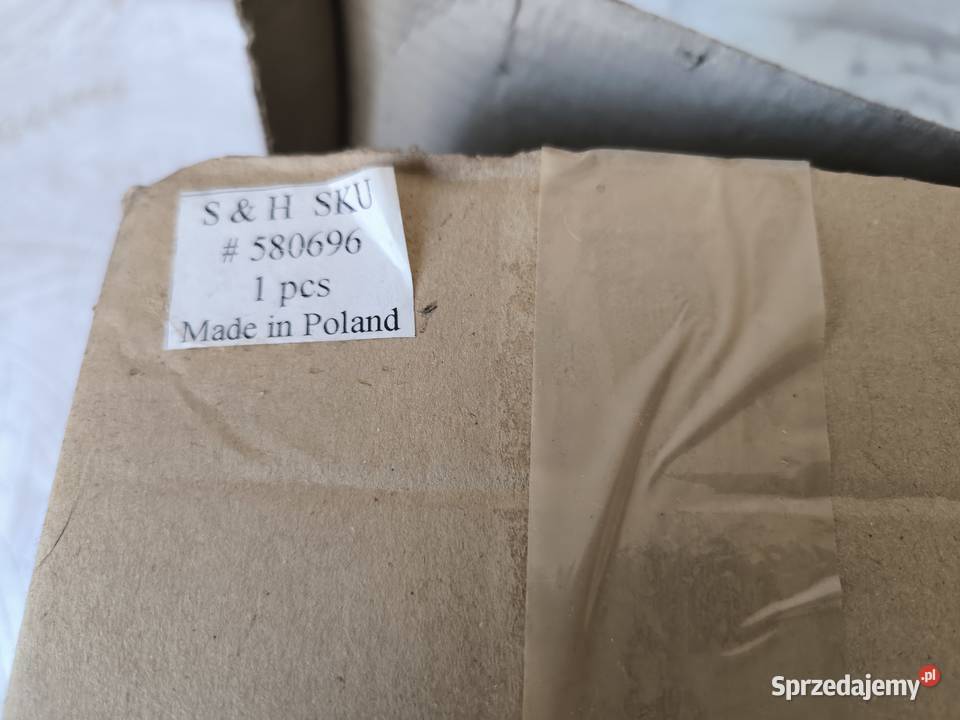 S & H SKU
# 580696
1 pcs
Made in Poland
Sprzedajemy.pl